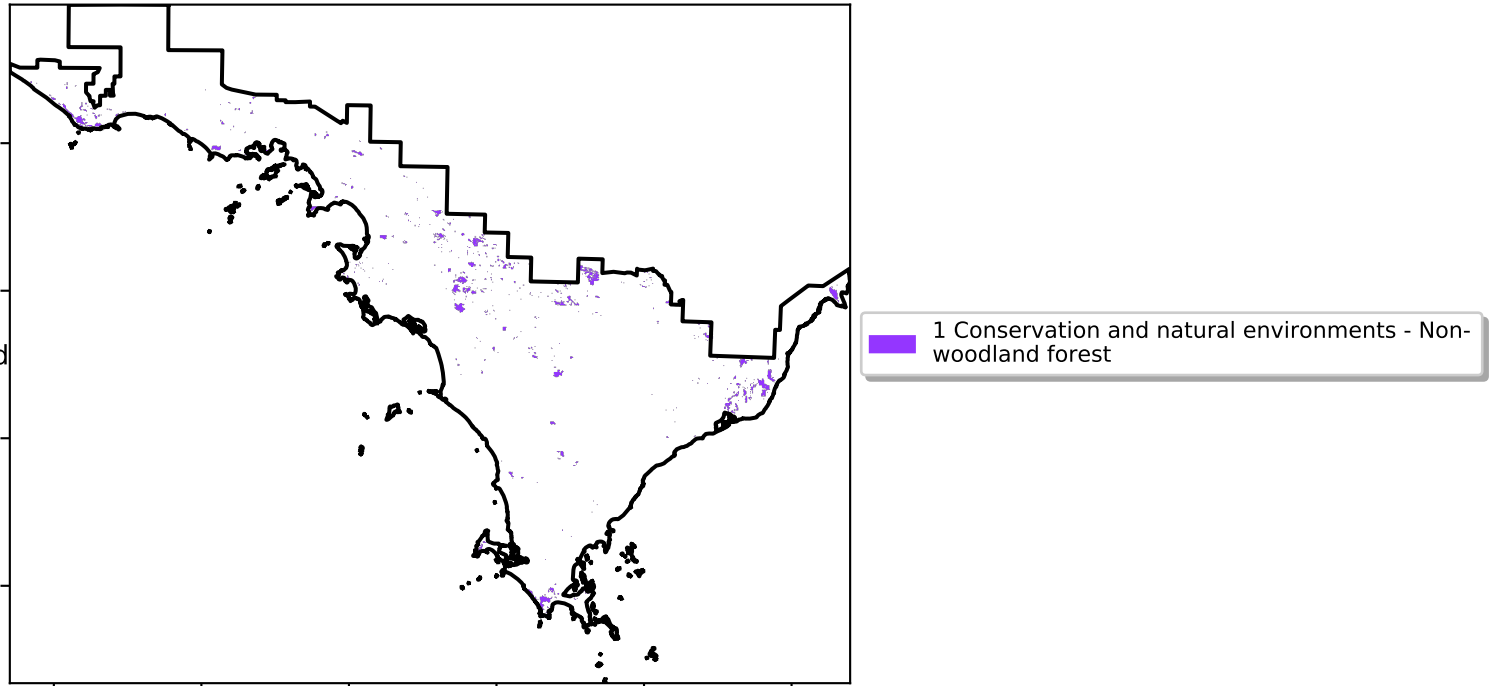 d
1 Conservation and natural environments - Non-
woodland forest